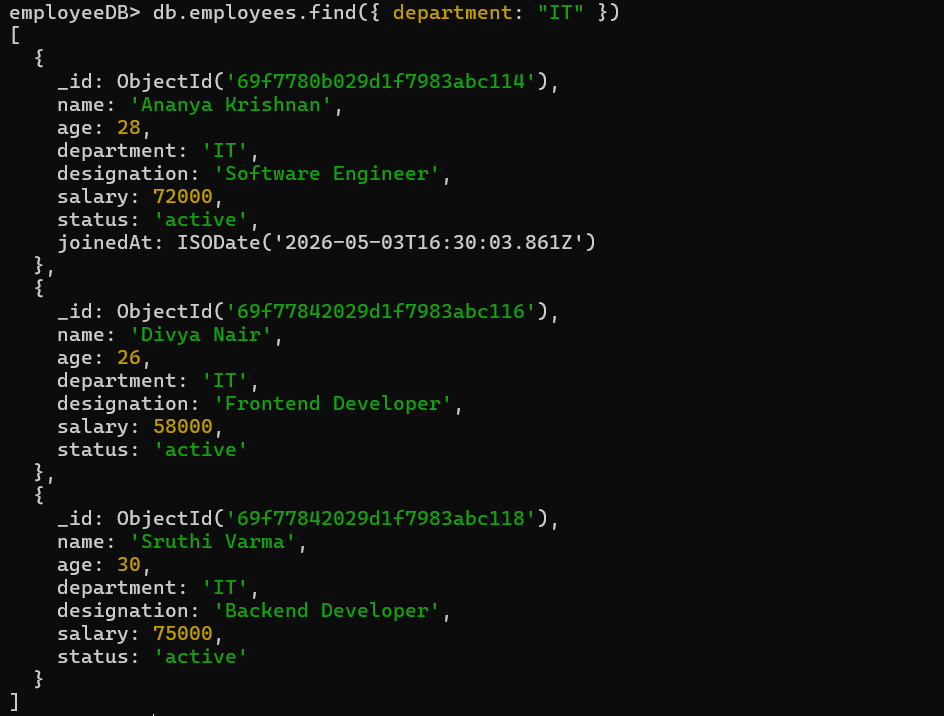 employeeDB> db.employees.find({ department: "IT" })
[
  {
    _id: ObjectId('69f7780b029d1f7983abc114'),
    name: 'Ananya Krishnan',
    age: 28,
    department: 'IT',
    designation: 'Software Engineer',
    salary: 72000,
    status: 'active',
    joinedAt: ISODate('2026-05-03T16:30:03.861Z')
  },
  {
    _id: ObjectId('69f77842029d1f7983abc116'),
    name: 'Divya Nair',
    age: 26,
    department: 'IT',
    designation: 'Frontend Developer',
    salary: 58000,
    status: 'active'
  },
  {
    _id: ObjectId('69f77842029d1f7983abc118'),
    name: 'Sruthi Varma',
    age: 30,
    department: 'IT',
    designation: 'Backend Developer',
    salary: 75000,
    status: 'active'
  }
]